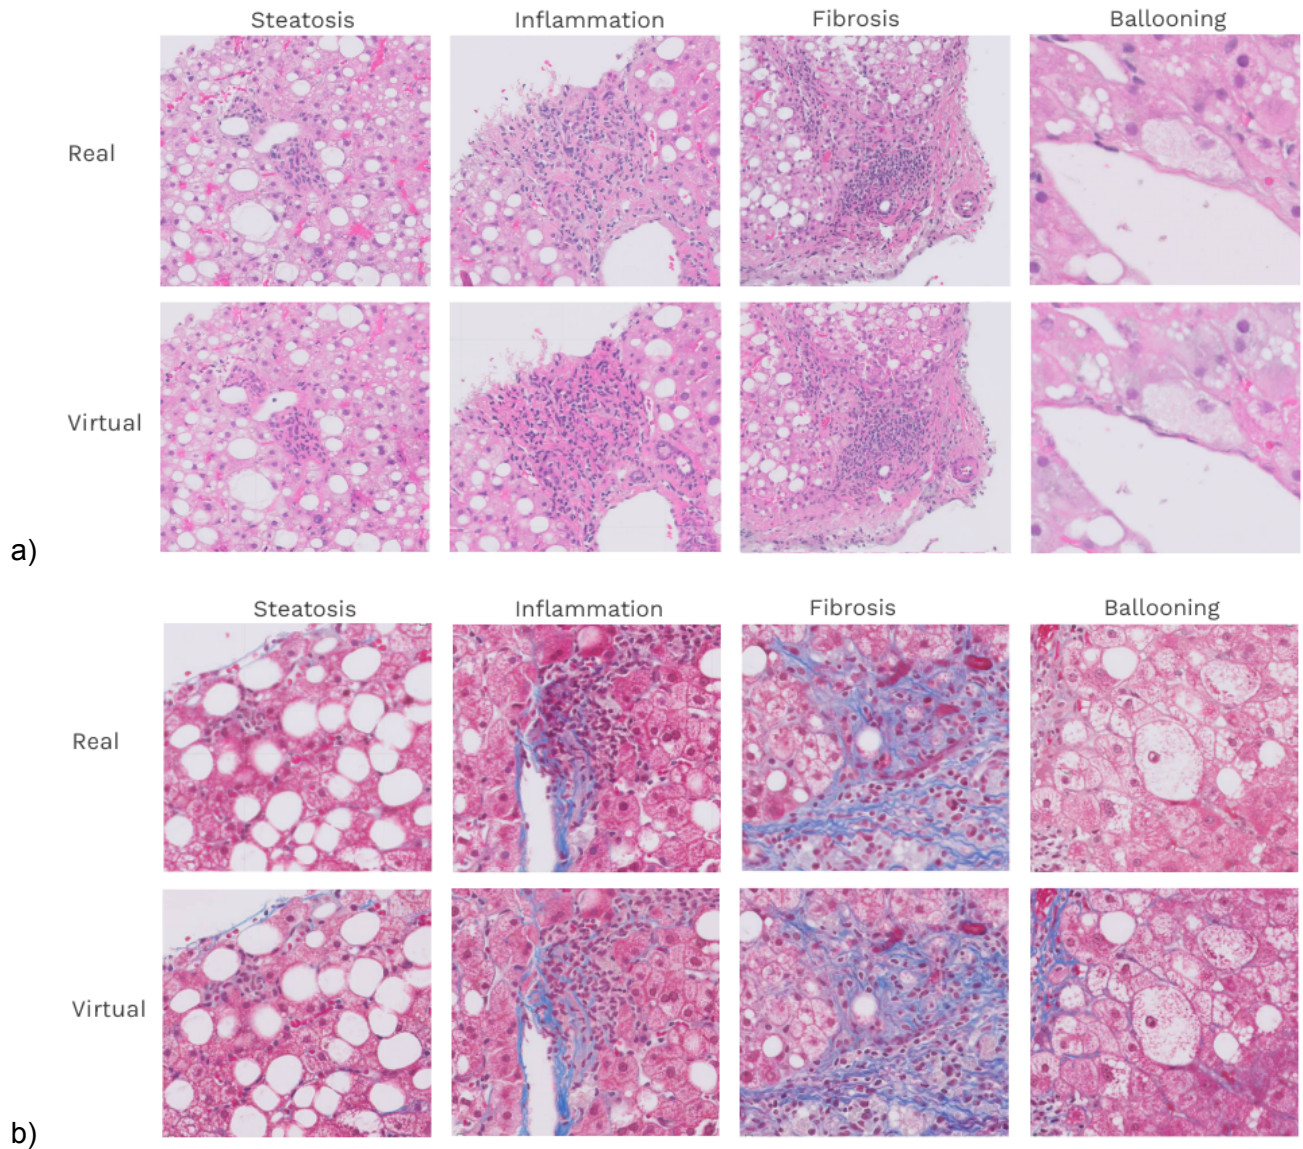 Steatosis Inflammation Fibrosis Ballooning
Real
Virtual
a)
Steatosis Inflammation Fibrosis Ballooning
Real
Virtual
b)